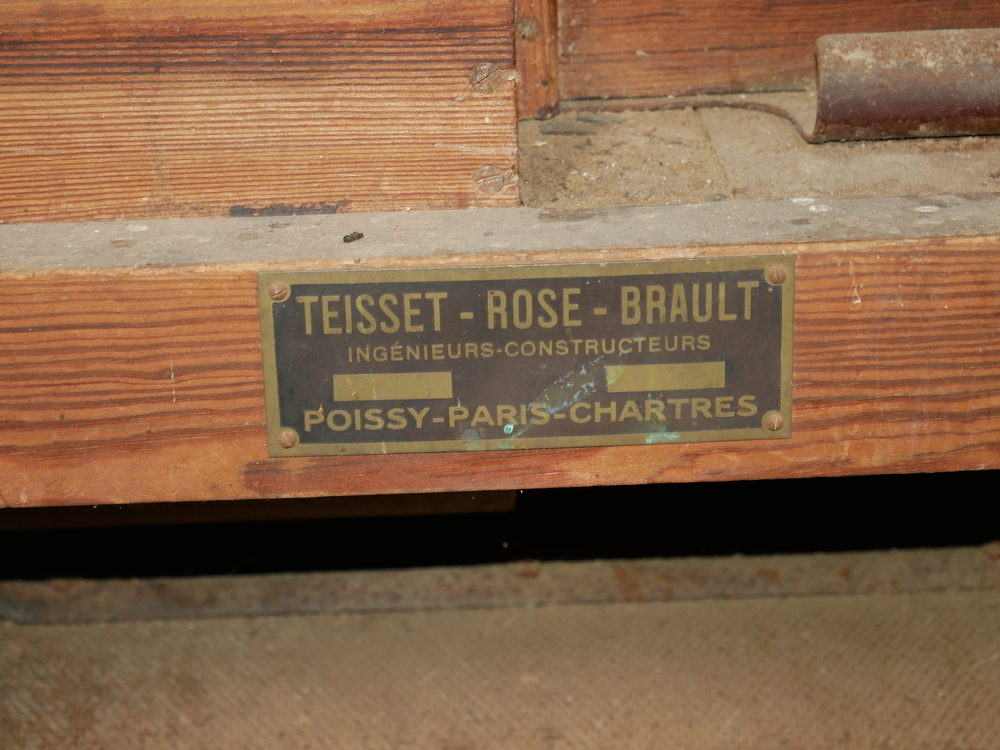 TEISSET - ROSE - BRAULT
INGÉNIEURS-CONSTRUCTEURS
POISSY-PARIS-CHARTRES